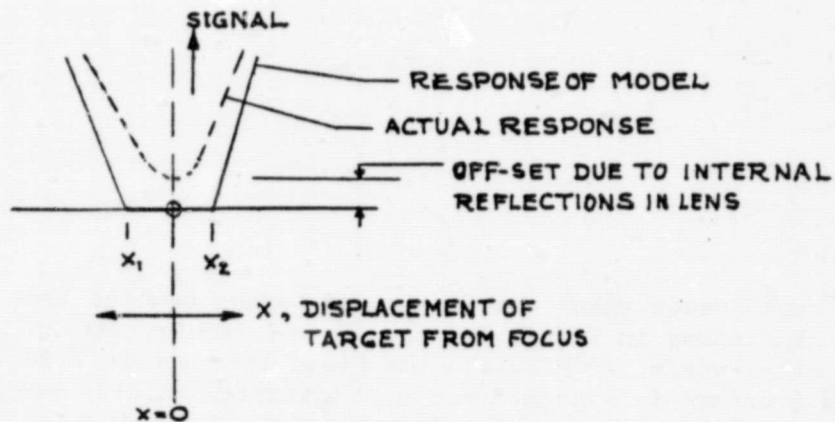 SIGNAL
RESPONSE OF MODEL
ACTUAL RESPONSE
OFF-SET DUE TO INTERNAL
REFLECTIONS IN LENS
X₁
X₂
X, DISPLACEMENT OF
TARGET FROM FOCUS
X=0